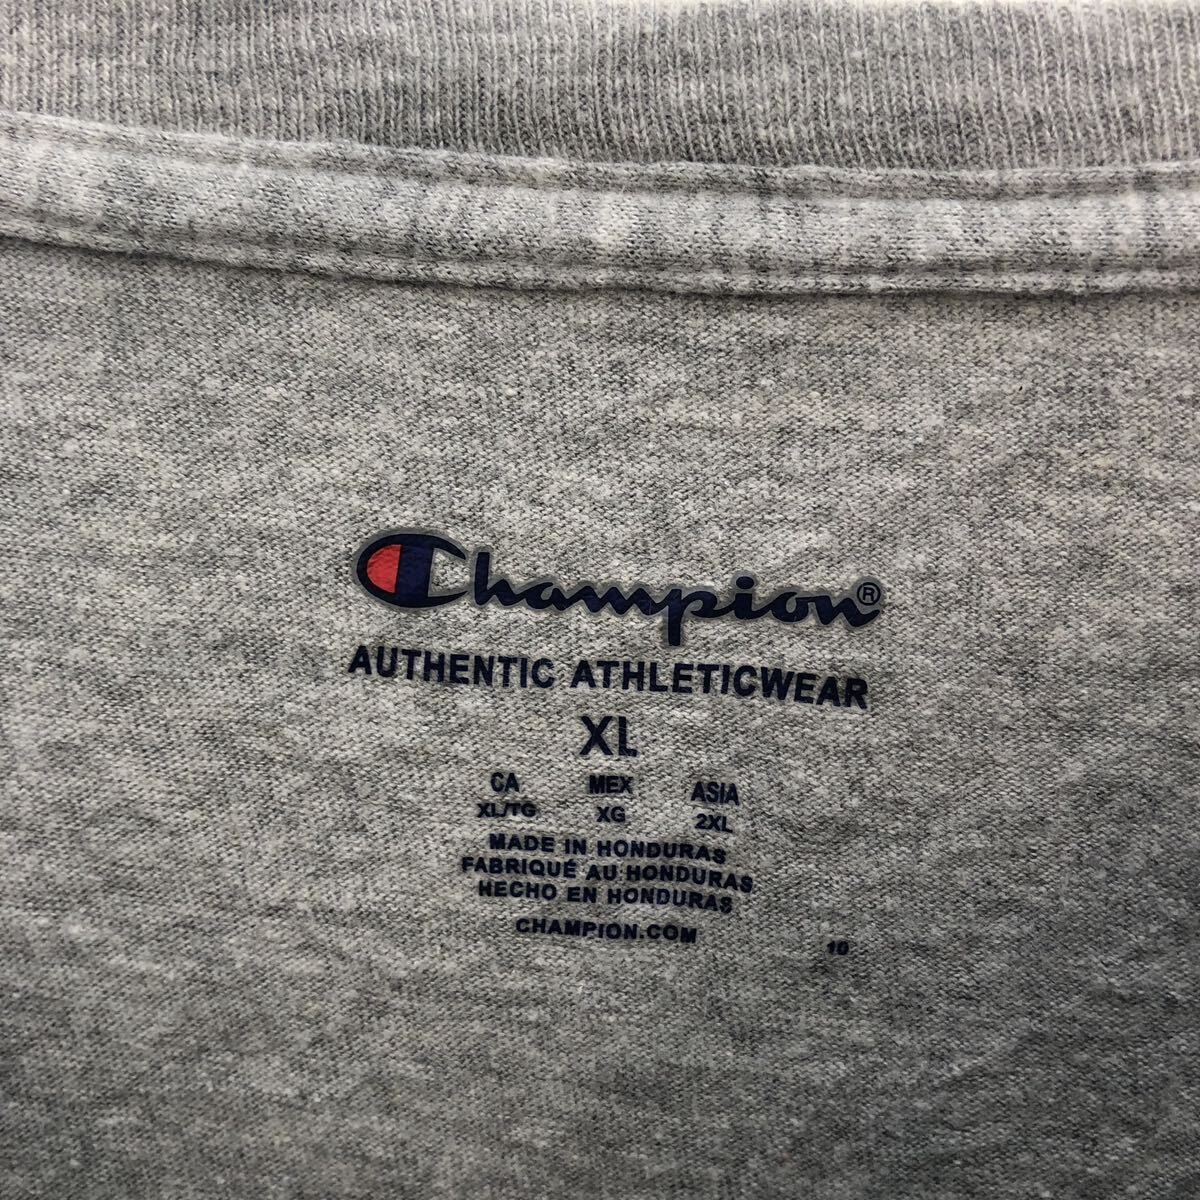 Champion®
AUTHENTIC ATHLETICWEAR
XL
CA MEX ASIA
XL/TG XG 2XL
MADE IN HONDURAS
FABRIQUÉ AU HONDURAS
HECHO EN HONDURAS
CHAMPION.COM 10